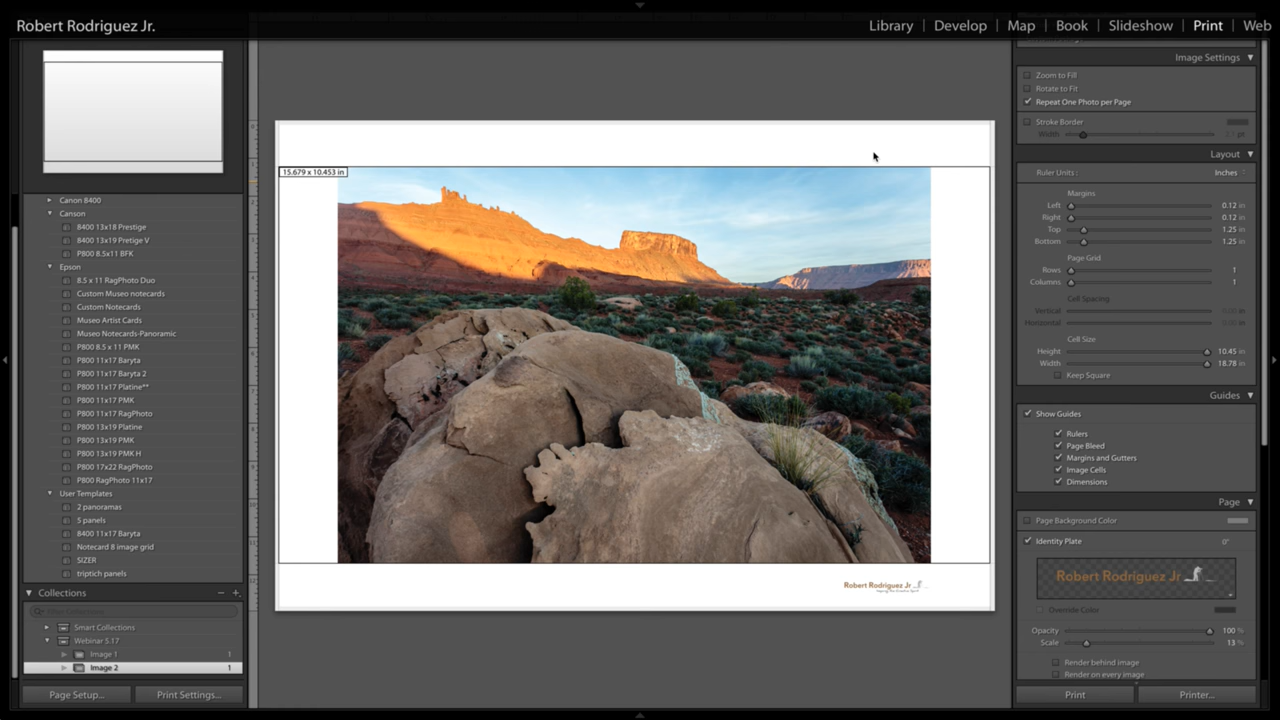 Robert Rodriguez Jr.
Library | Develop | Map | Book | Slideshow | Print | Web
Canon 8400
Canson
8400 13x18 Prestige
8400 13x19 Pretige V
P800 8.5x11 BFK
Epson
8.5 x 11 RagPhoto Duo
Custom Museo notecards
Custom Notecards
Museo Artist Cards
Museo Notecards-Panoramic
P800 8.5 x 11 PMK
P800 11x17 Baryta
P800 11x17 Baryta 2
P800 11x17 Platine**
P800 11x17 PMK
P800 11x17 RagPhoto
P800 13x19 Platine
P800 13x19 PMK
P800 13x19 PMK H
P800 17x22 RagPhoto
P800 RagPhoto 11x17
User Templates
2 panoramas
5 panels
8400 11x17 Baryta
Notecard 8 image grid
SIZER
triptich panels
Collections
Smart Collections
Webinar 5.17
Image 1 1
Image 2 1
Page Setup... Print Settings...
15.679 x 10.453 in
Robert Rodriguez Jr
Image Settings
Zoom to Fill
Rotate to Fit
Repeat One Photo per Page
Stroke Border
Width: pt
Layout
Ruler Units : Inches
Margins
Left 0.12 in
Right 0.12 in
Top 1.25 in
Bottom 1.25 in
Page Grid
Rows 1
Columns 1
Cell Spacing
Vertical 0.00 in
Horizontal 0.00 in
Cell Size
Height 10.45 in
Width 18.78 in
Keep Square
Guides
Show Guides
Rulers
Page Bleed
Margins and Gutters
Image Cells
Dimensions
Page
Page Background Color
Identity Plate 0°
Robert Rodriguez Jr
Override Color
Opacity 100 %
Scale 13 %
Render behind image
Render on every image
Print Printer...